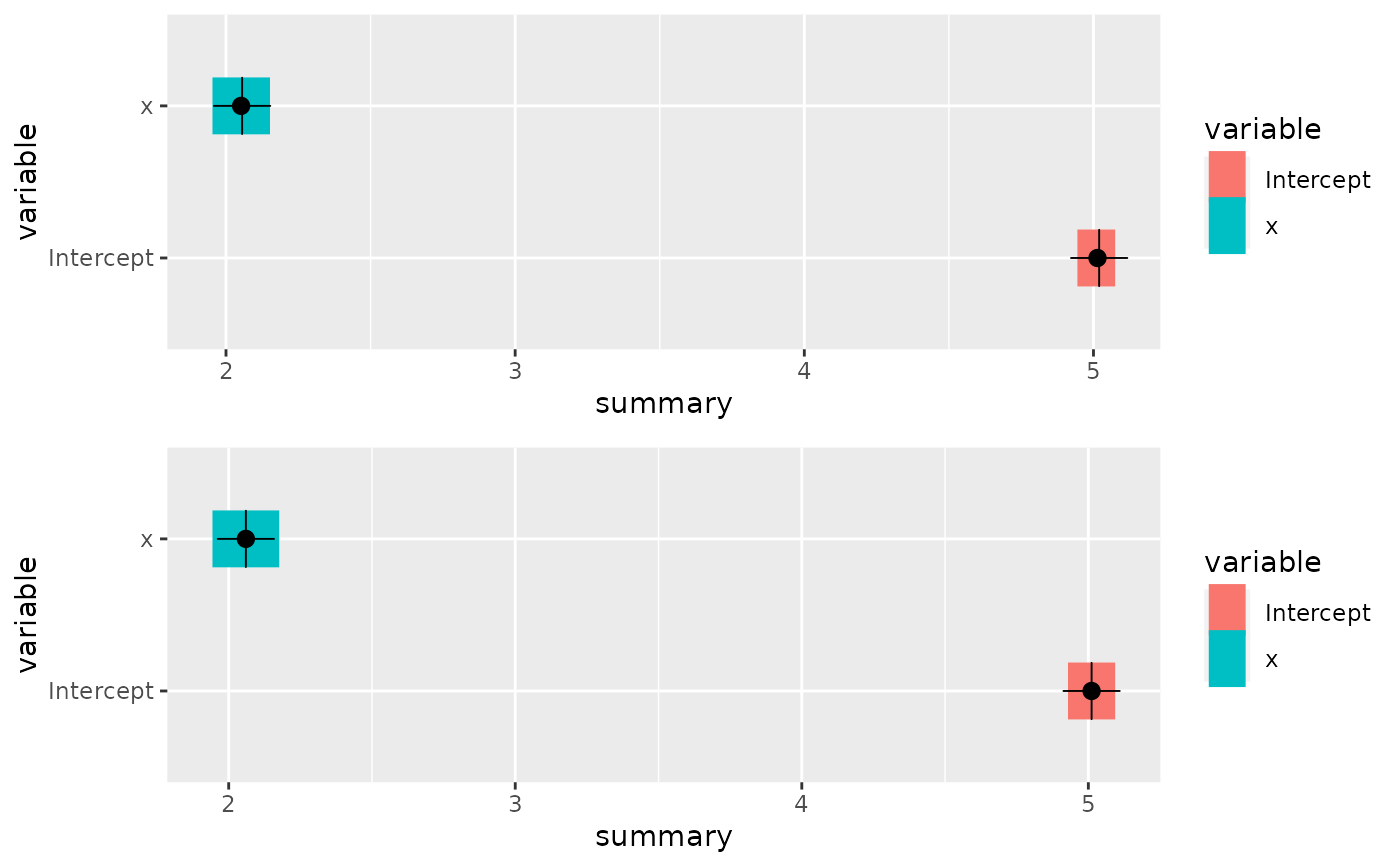 variable
x
Intercept
2 3 4 5
summary
variable
Intercept
x
variable
x
Intercept
2 3 4 5
summary
variable
Intercept
x